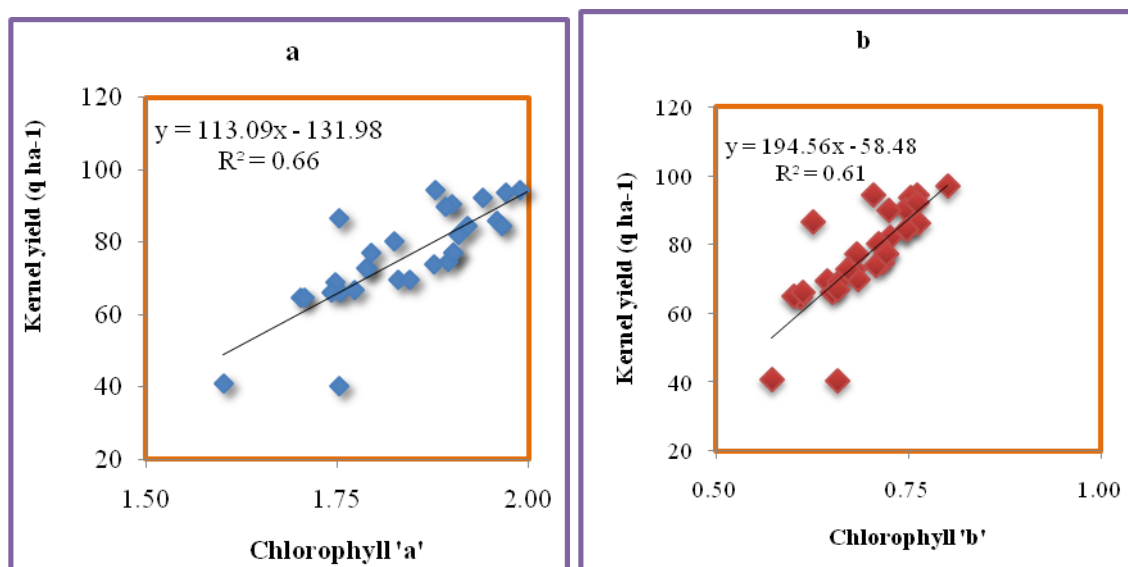 a
Kernel yield (q ha-1)
120
100
80
60
40
20
y = 113.09x - 131.98
R² = 0.66
1.50 1.75 2.00
Chlorophyll 'a'
b
Kernel yield (q ha-1)
120
100
80
60
40
20
y = 194.56x - 58.48
R² = 0.61
0.50 0.75 1.00
Chlorophyll 'b'